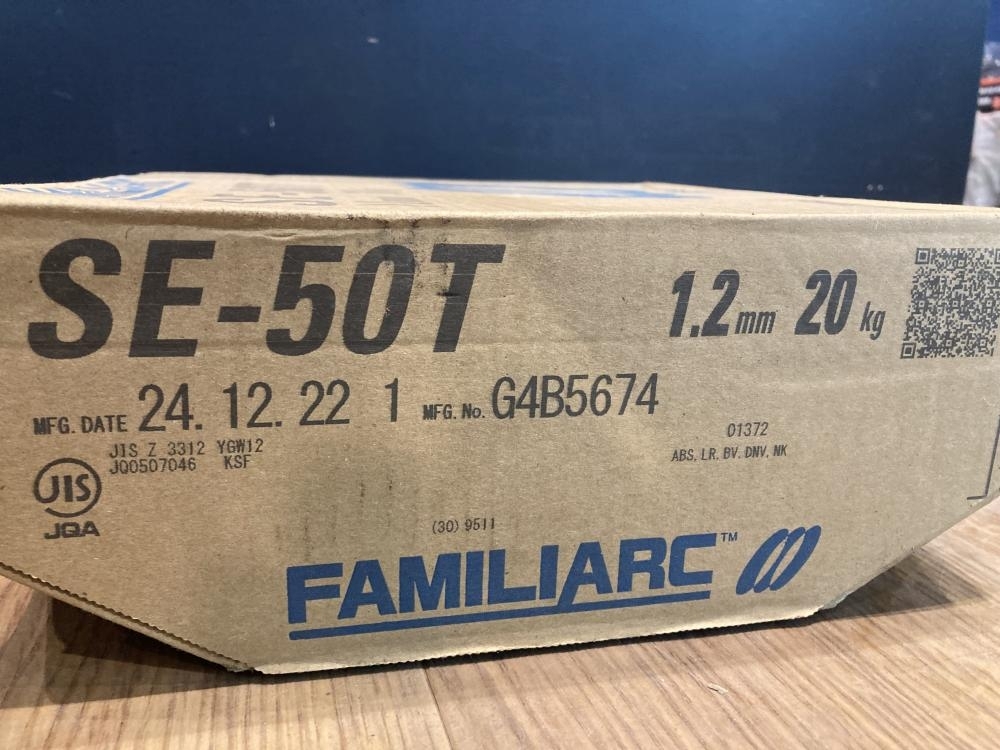 SE-50T 1.2mm 20kg
MFG. DATE 24. 12. 22 1 MFG. No. G4B5674
JIS Z 3312 YGW12
JQ0507046 KSF
01372
ABS, LR, BV, DNV, NK
JIS
JQA
(30) 9511
FAMILIARC™